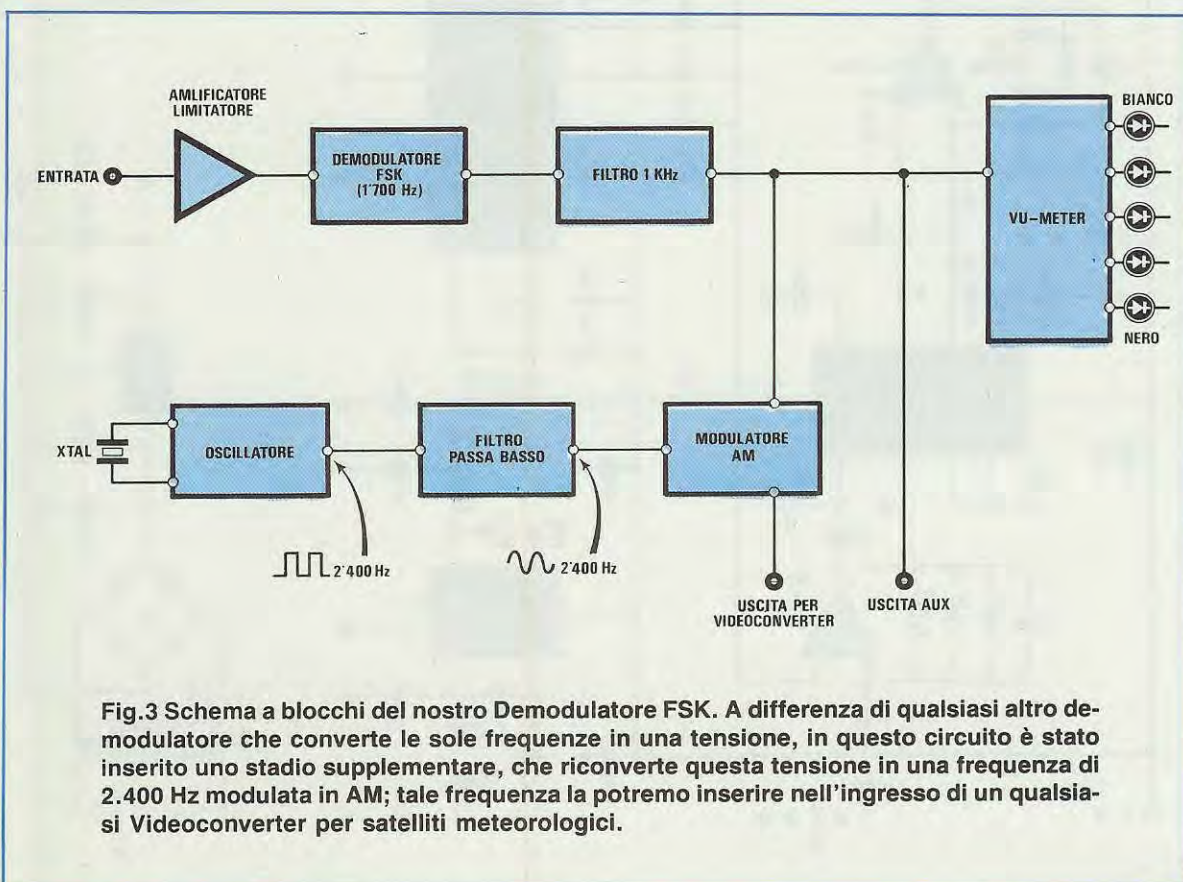 AMLIFICATORE
LIMITATORE
ENTRATA
DEMODULATORE
FSK
(1'700 Hz)
FILTRO 1 KHz
VU-METER
BIANCO
NERO
XTAL
OSCILLATORE
FILTRO
PASSA BASSO
MODULATORE
AM
2'400 Hz
2'400 Hz
USCITA PER
VIDEOCONVERTER
USCITA AUX
Fig.3 Schema a blocchi del nostro Demodulatore FSK. A differenza di qualsiasi altro de-
modulatore che converte le sole frequenze in una tensione, in questo circuito è stato
inserito uno stadio supplementare, che riconverte questa tensione in una frequenza di
2.400 Hz modulata in AM; tale frequenza la potremo inserire nell'ingresso di un qualsia-
si Videoconverter per satelliti meteorologici.